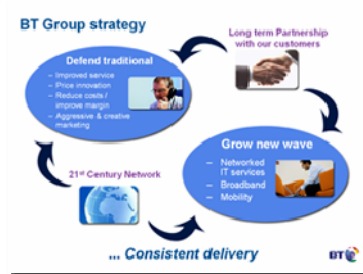 BT Group strategy
Long term Partnership
with our customers
Defend traditional
– Improved service
– Price innovation
– Reduce costs /
improve margin
– Aggressive & creative
marketing
Grow new wave
– Networked
IT services
– Broadband
– Mobility
21st Century Network
... Consistent delivery
BT